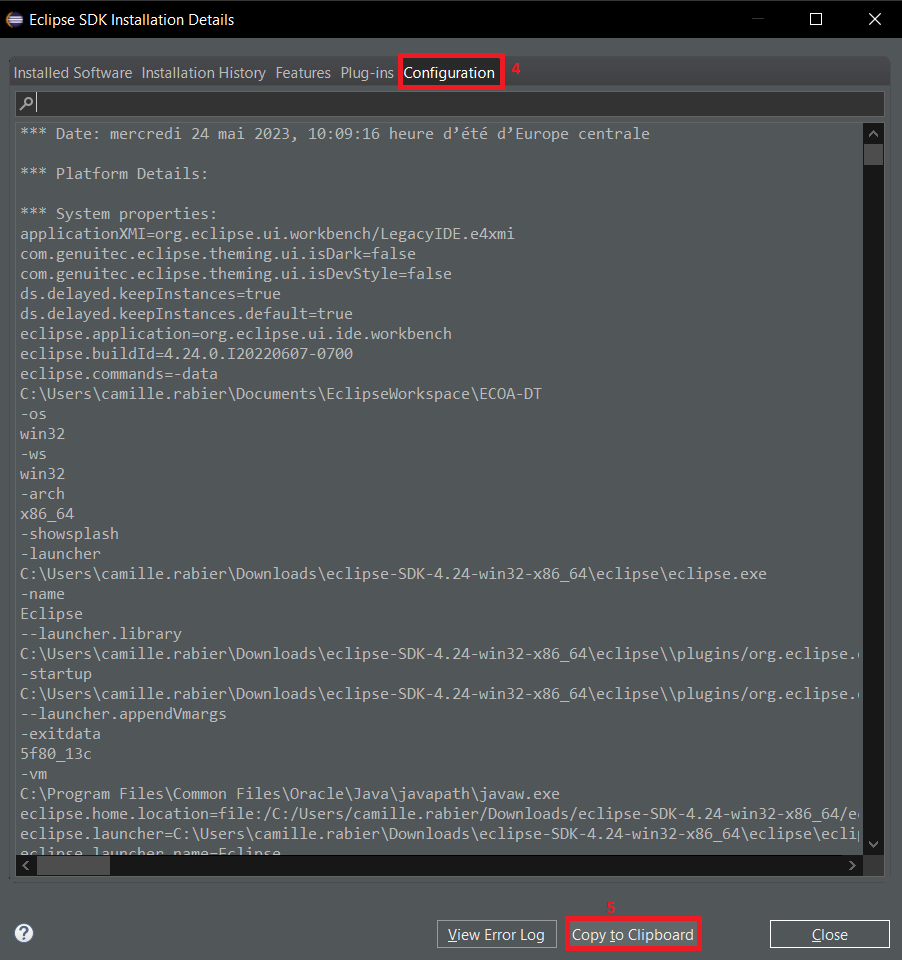 Eclipse SDK Installation Details
Installed Software Installation History Features Plug-ins Configuration 4
*** Date: mercredi 24 mai 2023, 10:09:16 heure d’été d’Europe centrale
*** Platform Details:
*** System properties:
applicationXMI=org.eclipse.ui.workbench/LegacyIDE.e4xmi
com.genuitec.eclipse.theming.ui.isDark=false
com.genuitec.eclipse.theming.ui.isDevStyle=false
ds.delayed.keepInstances=true
ds.delayed.keepInstances.default=true
eclipse.application=org.eclipse.ui.ide.workbench
eclipse.buildId=4.24.0.I20220607-0700
eclipse.commands=-data
C:\Users\camille.rabier\Documents\EclipseWorkspace\ECOA-DT
-os
win32
-ws
win32
-arch
x86_64
-showsplash
-launcher
C:\Users\camille.rabier\Downloads\eclipse-SDK-4.24-win32-x86_64\eclipse\eclipse.exe
-name
Eclipse
--launcher.library
C:\Users\camille.rabier\Downloads\eclipse-SDK-4.24-win32-x86_64\eclipse\\plugins/org.eclipse.
-startup
C:\Users\camille.rabier\Downloads\eclipse-SDK-4.24-win32-x86_64\eclipse\\plugins/org.eclipse.
--launcher.appendVmargs
-exitdata
5f80_13c
-vm
C:\Program Files\Common Files\Oracle\Java\javapath\javaw.exe
eclipse.home.location=file:/C:/Users/camille.rabier/Downloads/eclipse-SDK-4.24-win32-x86_64/e
eclipse.launcher=C:\Users\camille.rabier\Downloads\eclipse-SDK-4.24-win32-x86_64\eclipse\ecli
eclipse.launcher.name=Eclipse
5
View Error Log Copy to Clipboard Close